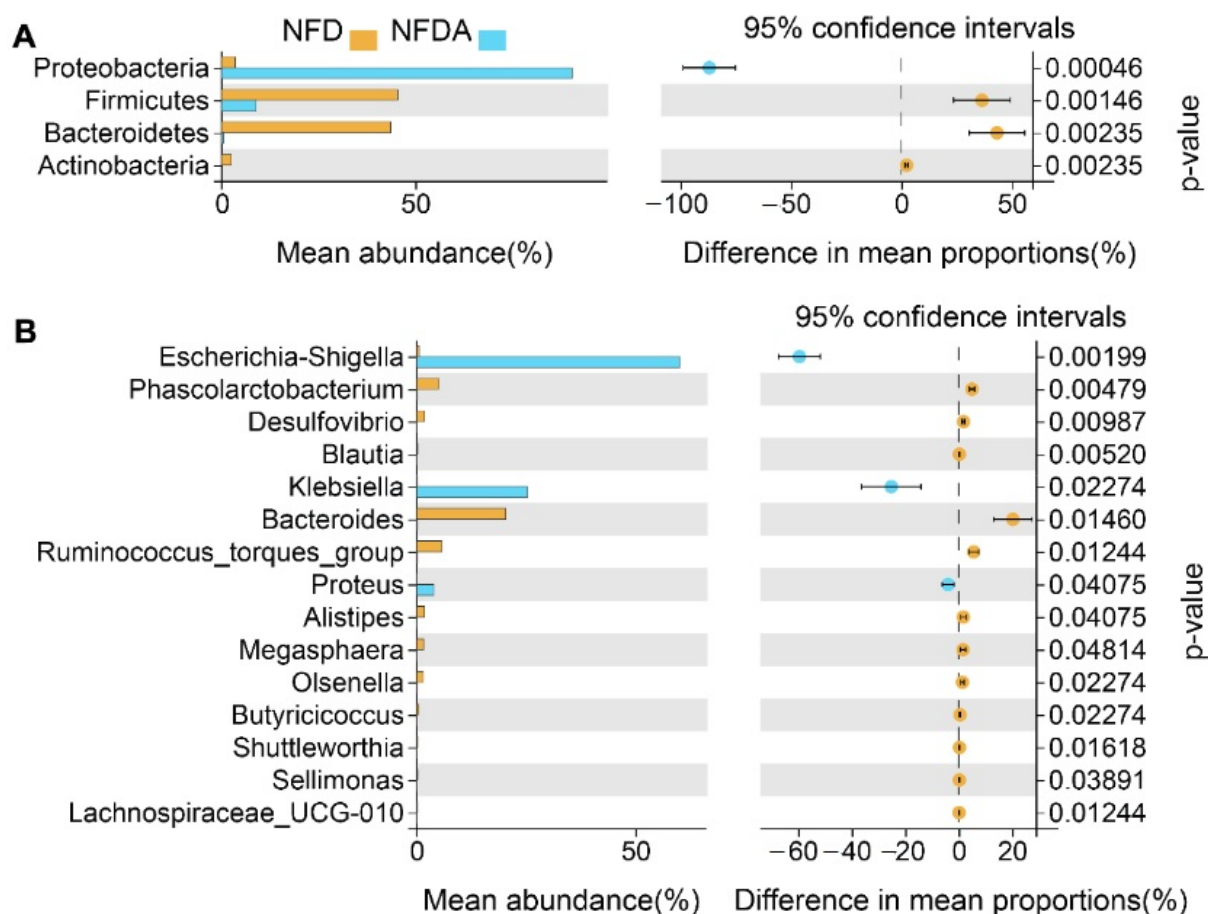 A
NFD NFDA
95% confidence intervals
Proteobacteria 0.00046
Firmicutes 0.00146
Bacteroidetes 0.00235
Actinobacteria 0.00235
p-value
0 50 −100 −50 0 50
Mean abundance(%) Difference in mean proportions(%)
B
95% confidence intervals
Escherichia-Shigella 0.00199
Phascolarctobacterium 0.00479
Desulfovibrio 0.00987
Blautia 0.00520
Klebsiella 0.02274
Bacteroides 0.01460
Ruminococcus_torques_group 0.01244
Proteus 0.04075
Alistipes 0.04075
Megasphaera 0.04814
Olsenella 0.02274
Butyricicoccus 0.02274
Shuttleworthia 0.01618
Sellimonas 0.03891
Lachnospiraceae_UCG-010 0.01244
p-value
0 50 −60 −40 −20 0 20
Mean abundance(%) Difference in mean proportions(%)